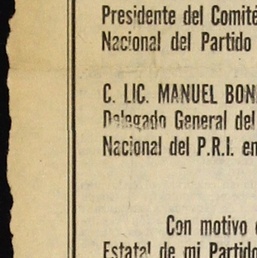 Presidente del Comité
Nacional del Partido
C. LIC. MANUEL BON
Delegado General del
Nacional del P.R.I. en
Con motivo
Estatal de mi Partido